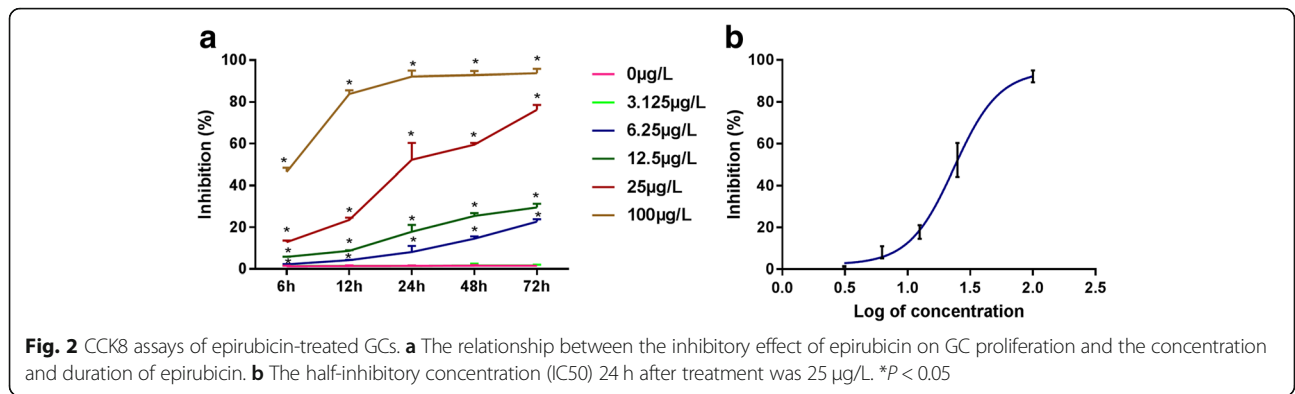 a
b
100
80
60
40
20
0
Inhibition (%)
* * * * *
* * * * *
* * * * *
* * * * *
6h 12h 24h 48h 72h
0µg/L
3.125µg/L
6.25µg/L
12.5µg/L
25µg/L
100µg/L
100
80
60
40
20
0
Inhibition (%)
0.0 0.5 1.0 1.5 2.0 2.5
Log of concentration
Fig. 2 CCK8 assays of epirubicin-treated GCs. a The relationship between the inhibitory effect of epirubicin on GC proliferation and the concentration
and duration of epirubicin. b The half-inhibitory concentration (IC50) 24 h after treatment was 25 µg/L. *P < 0.05